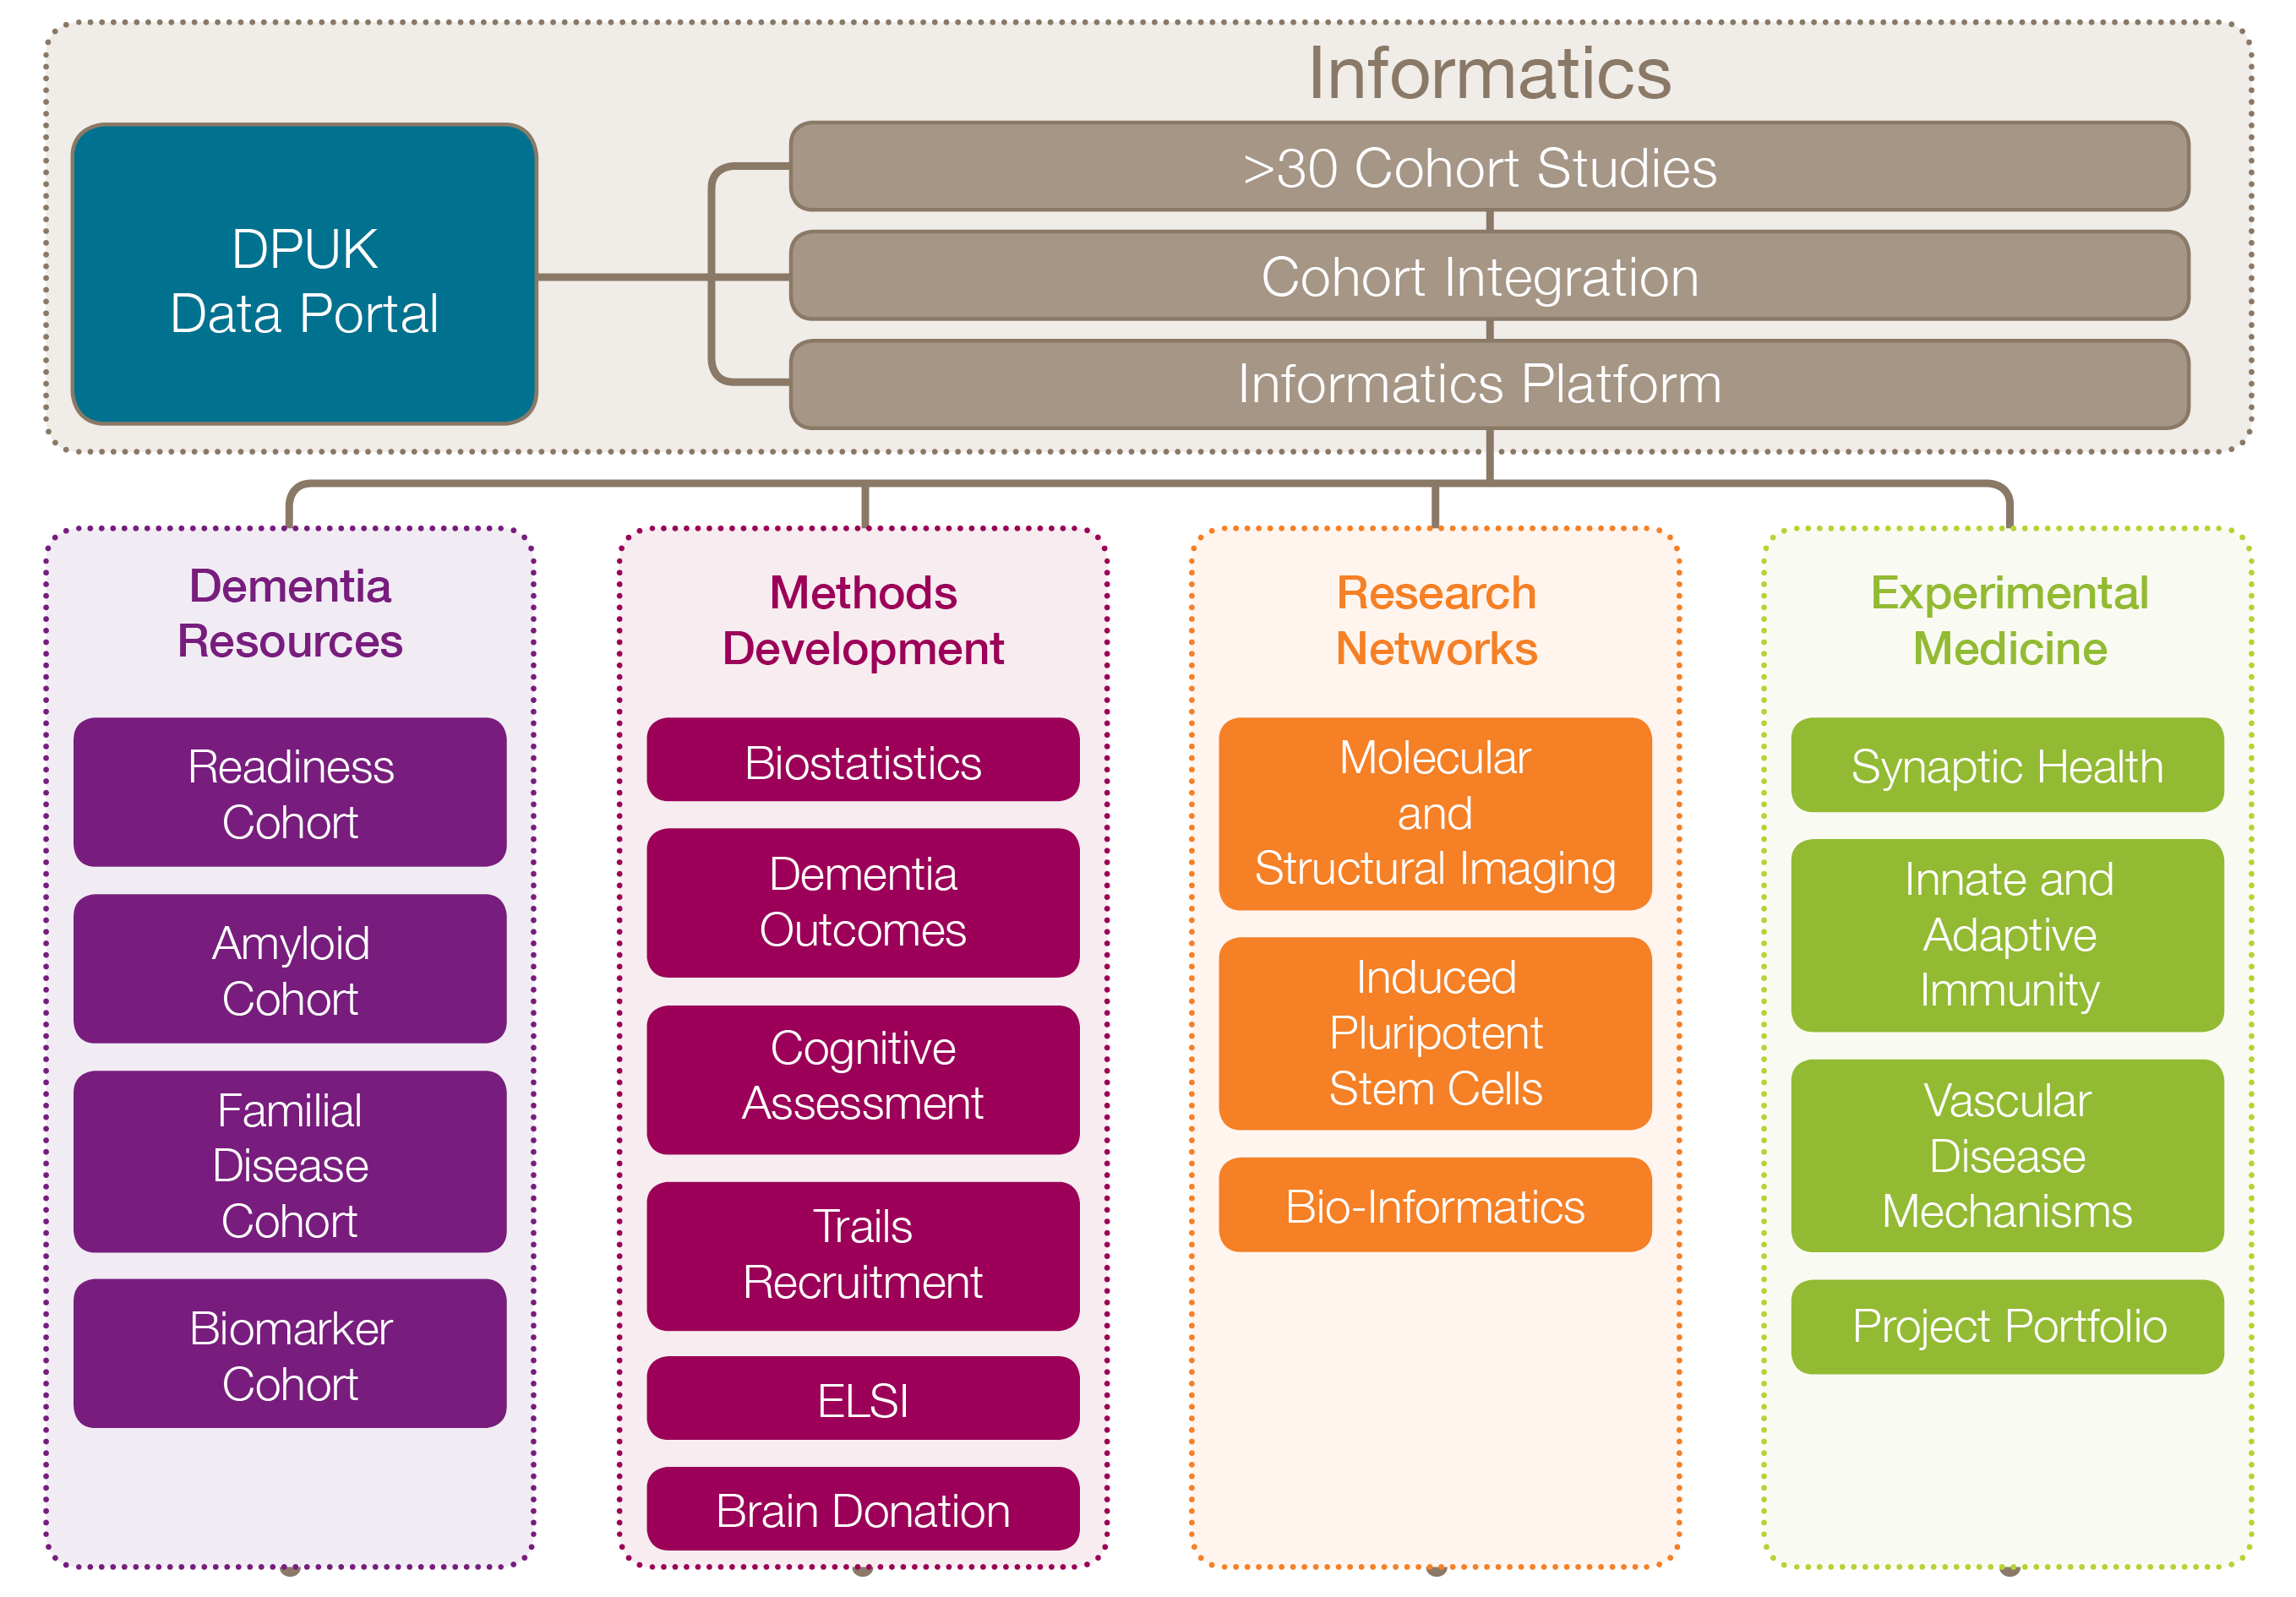 Informatics
DPUK
Data Portal
>30 Cohort Studies
Cohort Integration
Informatics Platform
Dementia
Resources
Readiness
Cohort
Amyloid
Cohort
Familial
Disease
Cohort
Biomarker
Cohort
Methods
Development
Biostatistics
Dementia
Outcomes
Cognitive
Assessment
Trails
Recruitment
ELSI
Brain Donation
Research
Networks
Molecular
and
Structural Imaging
Induced
Pluripotent
Stem Cells
Bio-Informatics
Experimental
Medicine
Synaptic Health
Innate and
Adaptive
Immunity
Vascular
Disease
Mechanisms
Project Portfolio